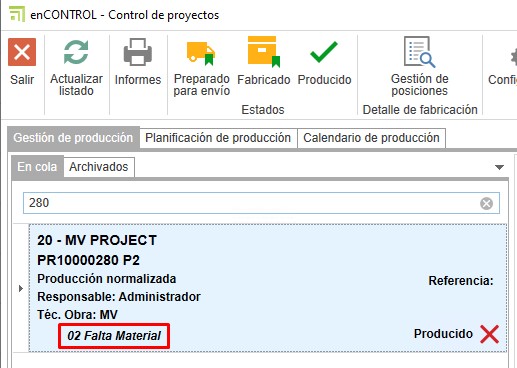 enCONTROL - Control de proyectos
Salir
Actualizar listado
Informes
Preparado para envío
Fabricado
Producido
Estados
Gestión de posiciones
Detalle de fabricación
Gestión de producción
Planificación de producción
Calendario de producción
En cola
Archivados
280
20 - MV PROJECT
PR10000280 P2
Producción normalizada
Referencia:
Responsable: Administrador
Téc. Obra: MV
02 Falta Material
Producido